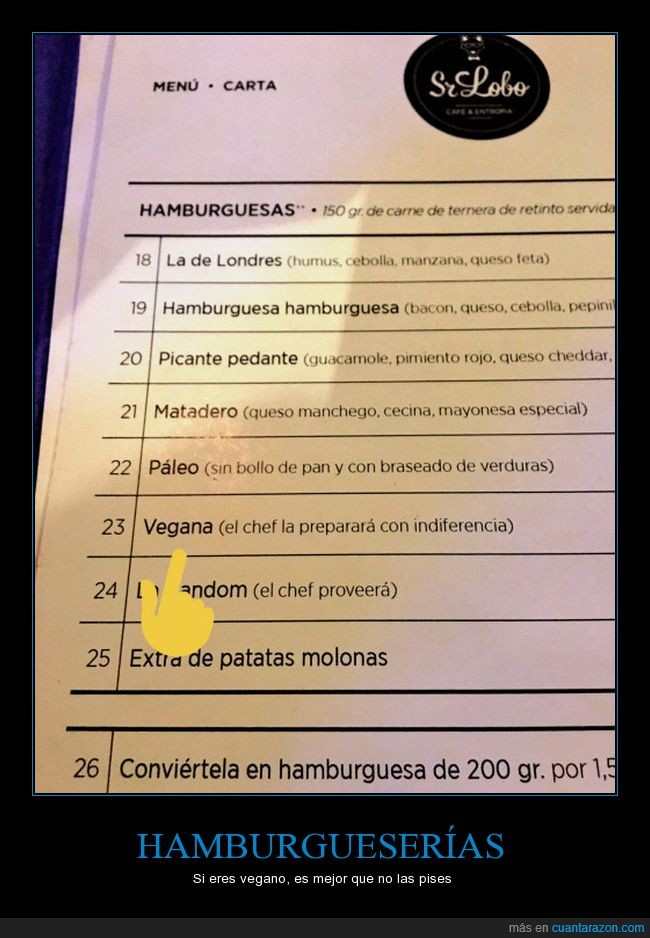 Sr Lobo
CAFÉ & ENTROPIA
MENÚ • CARTA
HAMBURGUESAS** • 150 gr. de carne de ternera de retinto servida
18 La de Londres (humus, cebolla, manzana, queso feta)
19 Hamburguesa hamburguesa (bacon, queso, cebolla, pepinil
20 Picante pedante (guacamole, pimiento rojo, queso cheddar,
21 Matadero (queso manchego, cecina, mayonesa especial)
22 Páleo (sin bollo de pan y con braseado de verduras)
23 Vegana (el chef la preparará con indiferencia)
24 andom (el chef proveerá)
25 Extra de patatas molonas
26 Conviértela en hamburguesa de 200 gr. por 1,5
HAMBURGUESERÍAS
Si eres vegano, es mejor que no las pises
más en cuantarazon.com